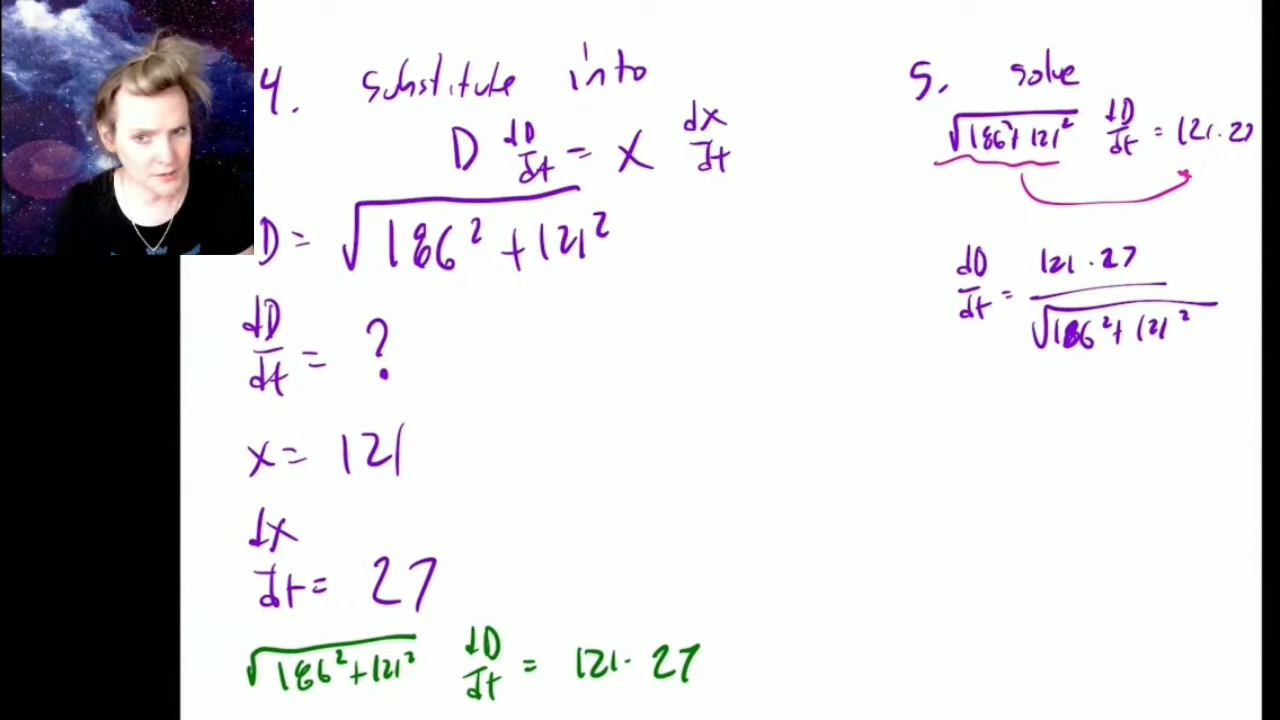 4. substitute into
D dD/dt = x dx/dt
D = √186² + 121²
dD/dt = ?
x = 121
dx/dt = 27
√186² + 121² dD/dt = 121 · 27
5. solve
√186² + 121² dD/dt = 121 · 27
dD/dt = 121 · 27 / √186² + 121²